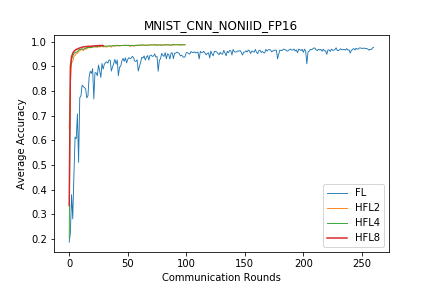 MNIST_CNN_NONIID_FP16
1.0
0.9
0.8
0.7
0.6
0.5
0.4
0.3
0.2
Average Accuracy
0
50
100
150
200
250
Communication Rounds
FL
HFL2
HFL4
HFL8